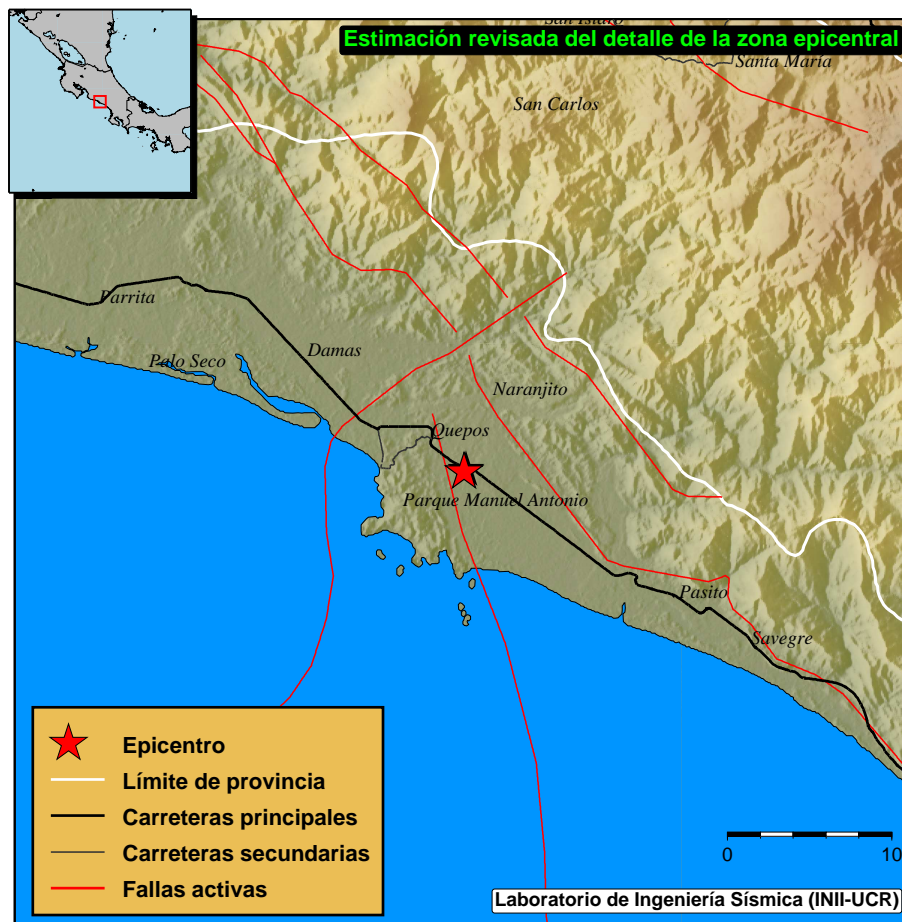 San Isidro
Estimación revisada del detalle de la zona epicentral
Santa María
San Carlos
Parrita
Damas
Palo Seco
Naranjito
Quepos
Parque Manuel Antonio
Pasito
Savegre
Epicentro
Límite de provincia
Carreteras principales
Carreteras secundarias
Fallas activas
0 10
Laboratorio de Ingeniería Sísmica (INII-UCR)